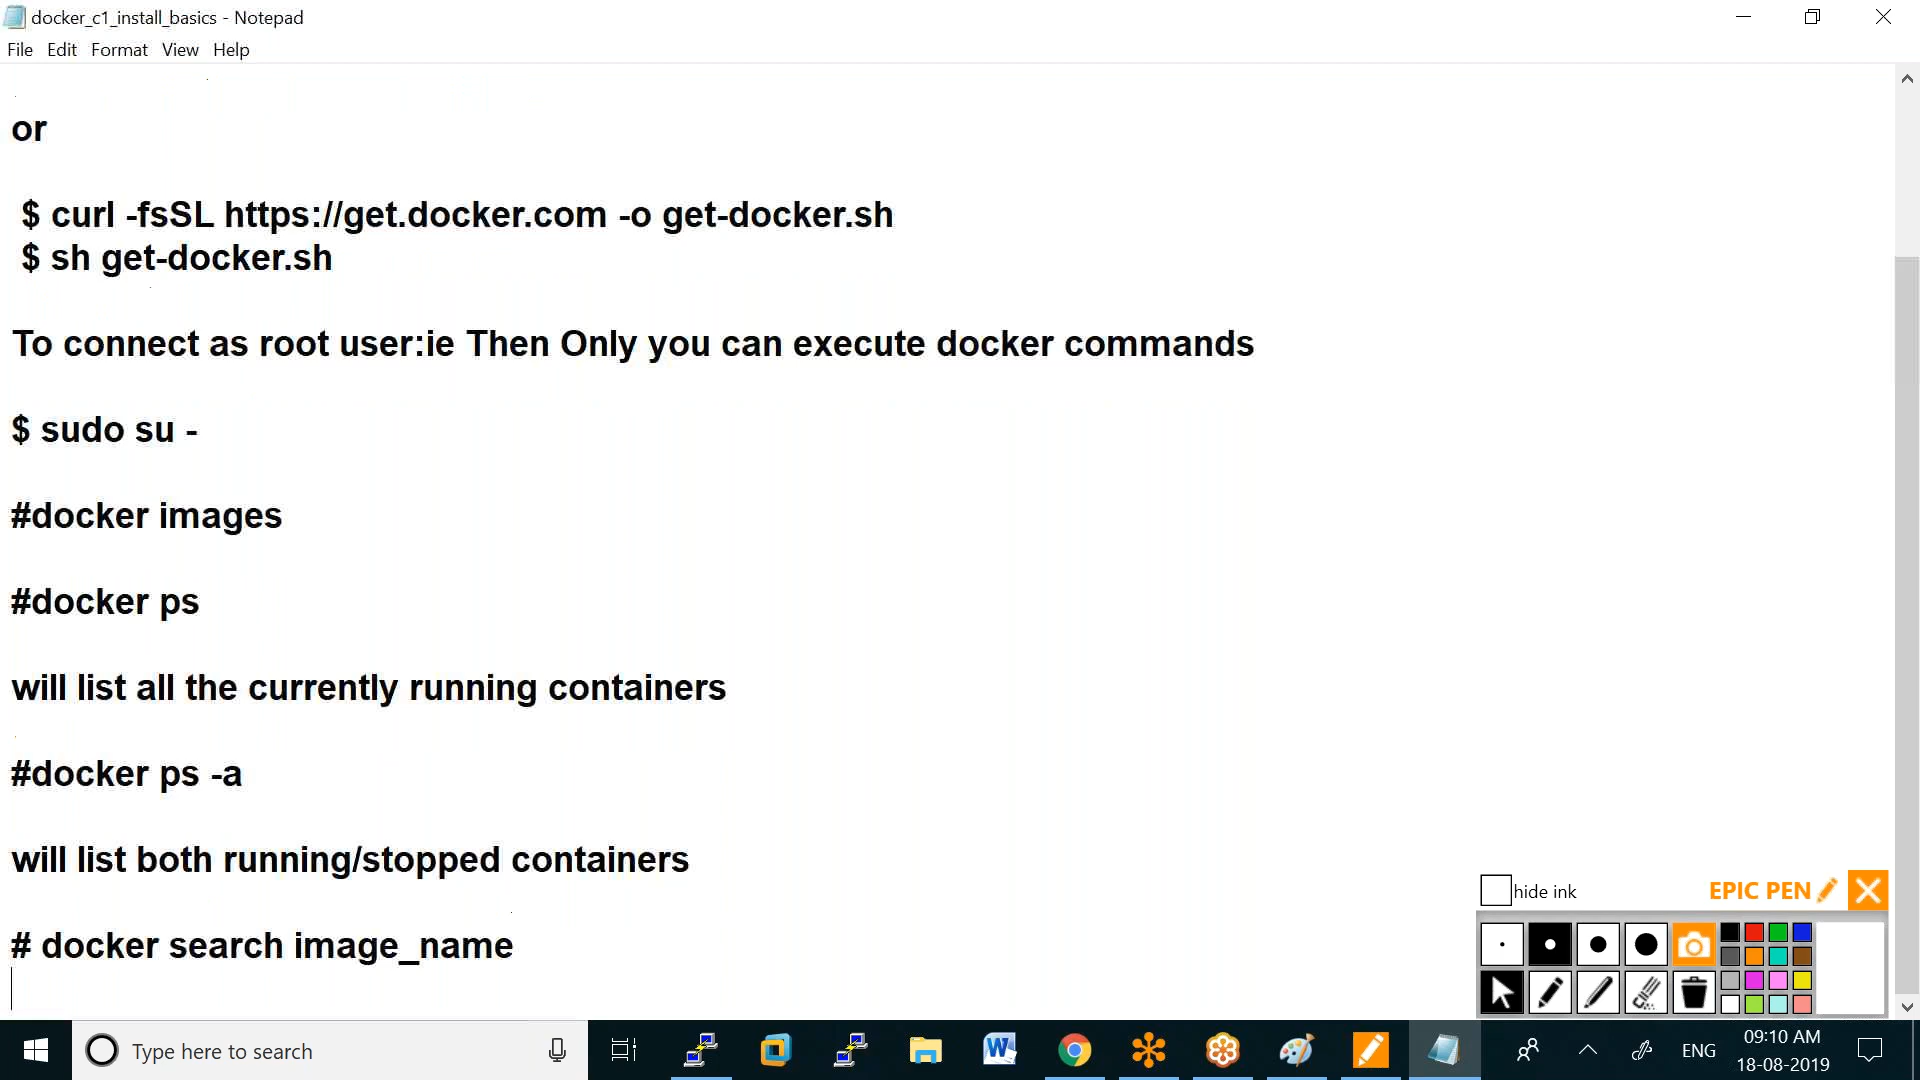 docker_c1_install_basics - Notepad
File Edit Format View Help
or
$ curl -fsSL https://get.docker.com -o get-docker.sh
$ sh get-docker.sh
To connect as root user:ie Then Only you can execute docker commands
$ sudo su -
#docker images
#docker ps
will list all the currently running containers
#docker ps -a
will list both running/stopped containers
# docker search image_name
hide ink
EPIC PEN
Type here to search
ENG
09:10 AM
18-08-2019